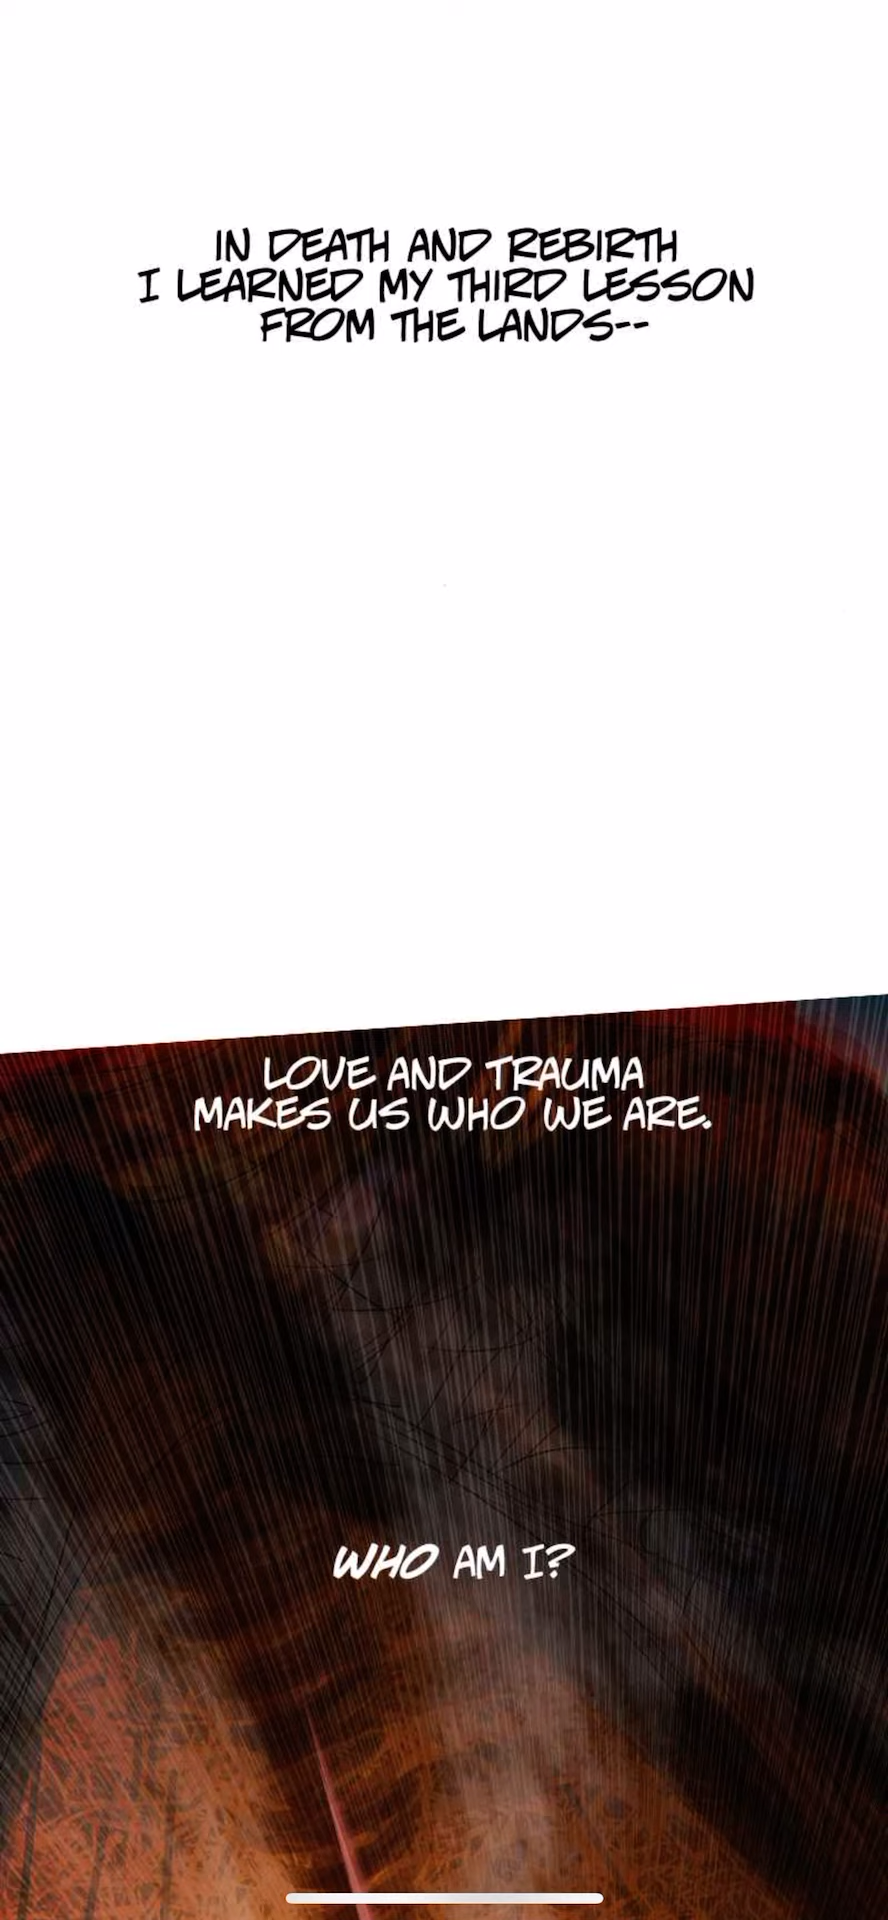 IN DEATH AND REBIRTH
I LEARNED MY THIRD LESSON
FROM THE LANDS--
LOVE AND TRAUMA
MAKES US WHO WE ARE.
WHO AM I?